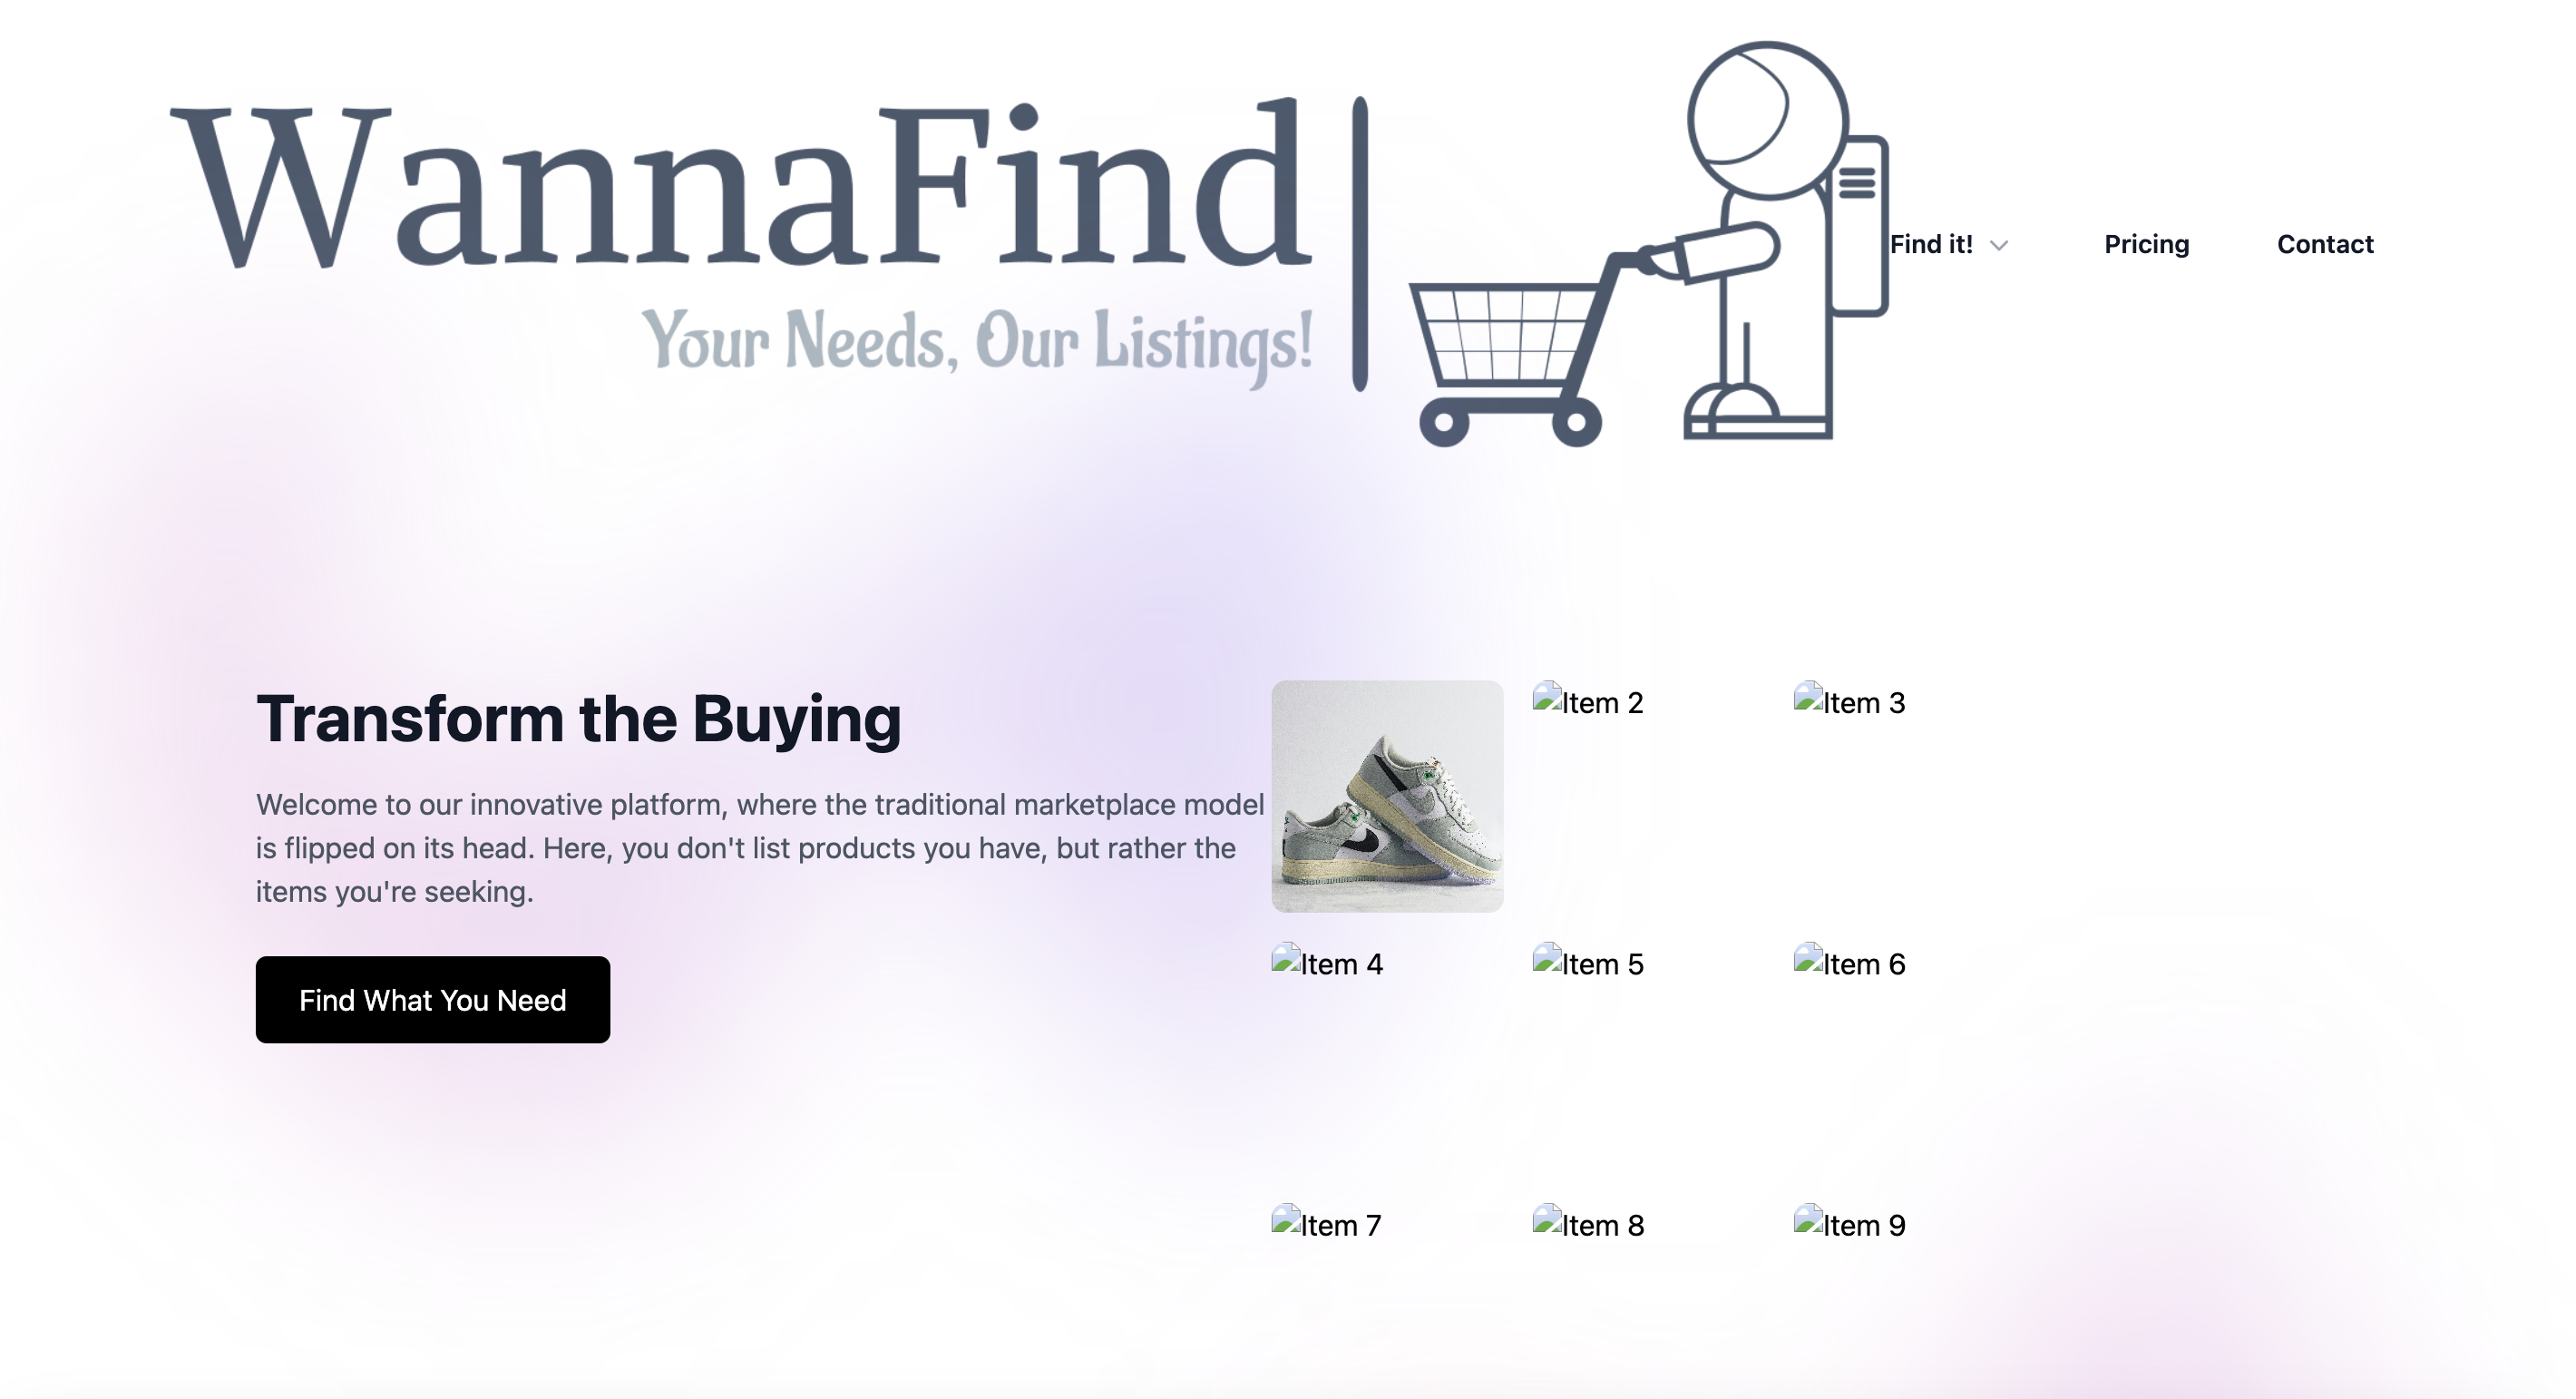 WannaFind
Your Needs, Our Listings!
Find it!
Pricing
Contact
Transform the Buying
Welcome to our innovative platform, where the traditional marketplace model
is flipped on its head. Here, you don't list products you have, but rather the
items you're seeking.
Find What You Need
Item 2
Item 3
Item 4
Item 5
Item 6
Item 7
Item 8
Item 9